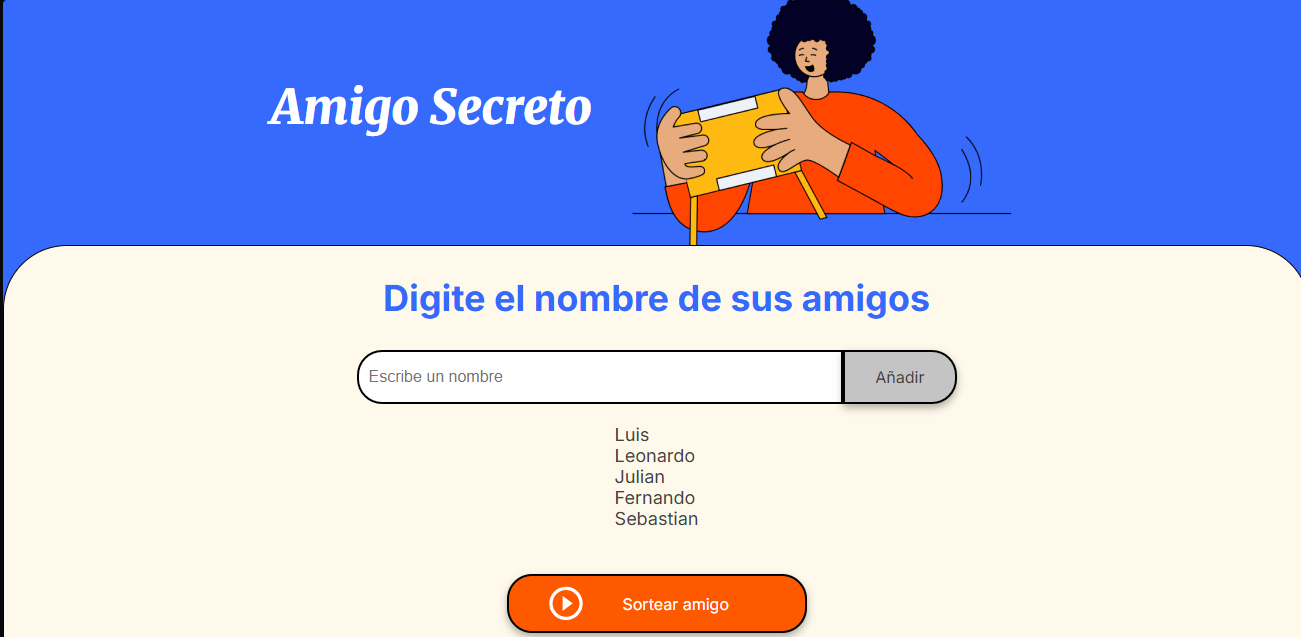 Amigo Secreto
Digite el nombre de sus amigos
Escribe un nombre
Añadir
Luis
Leonardo
Julian
Fernando
Sebastian
Sortear amigo